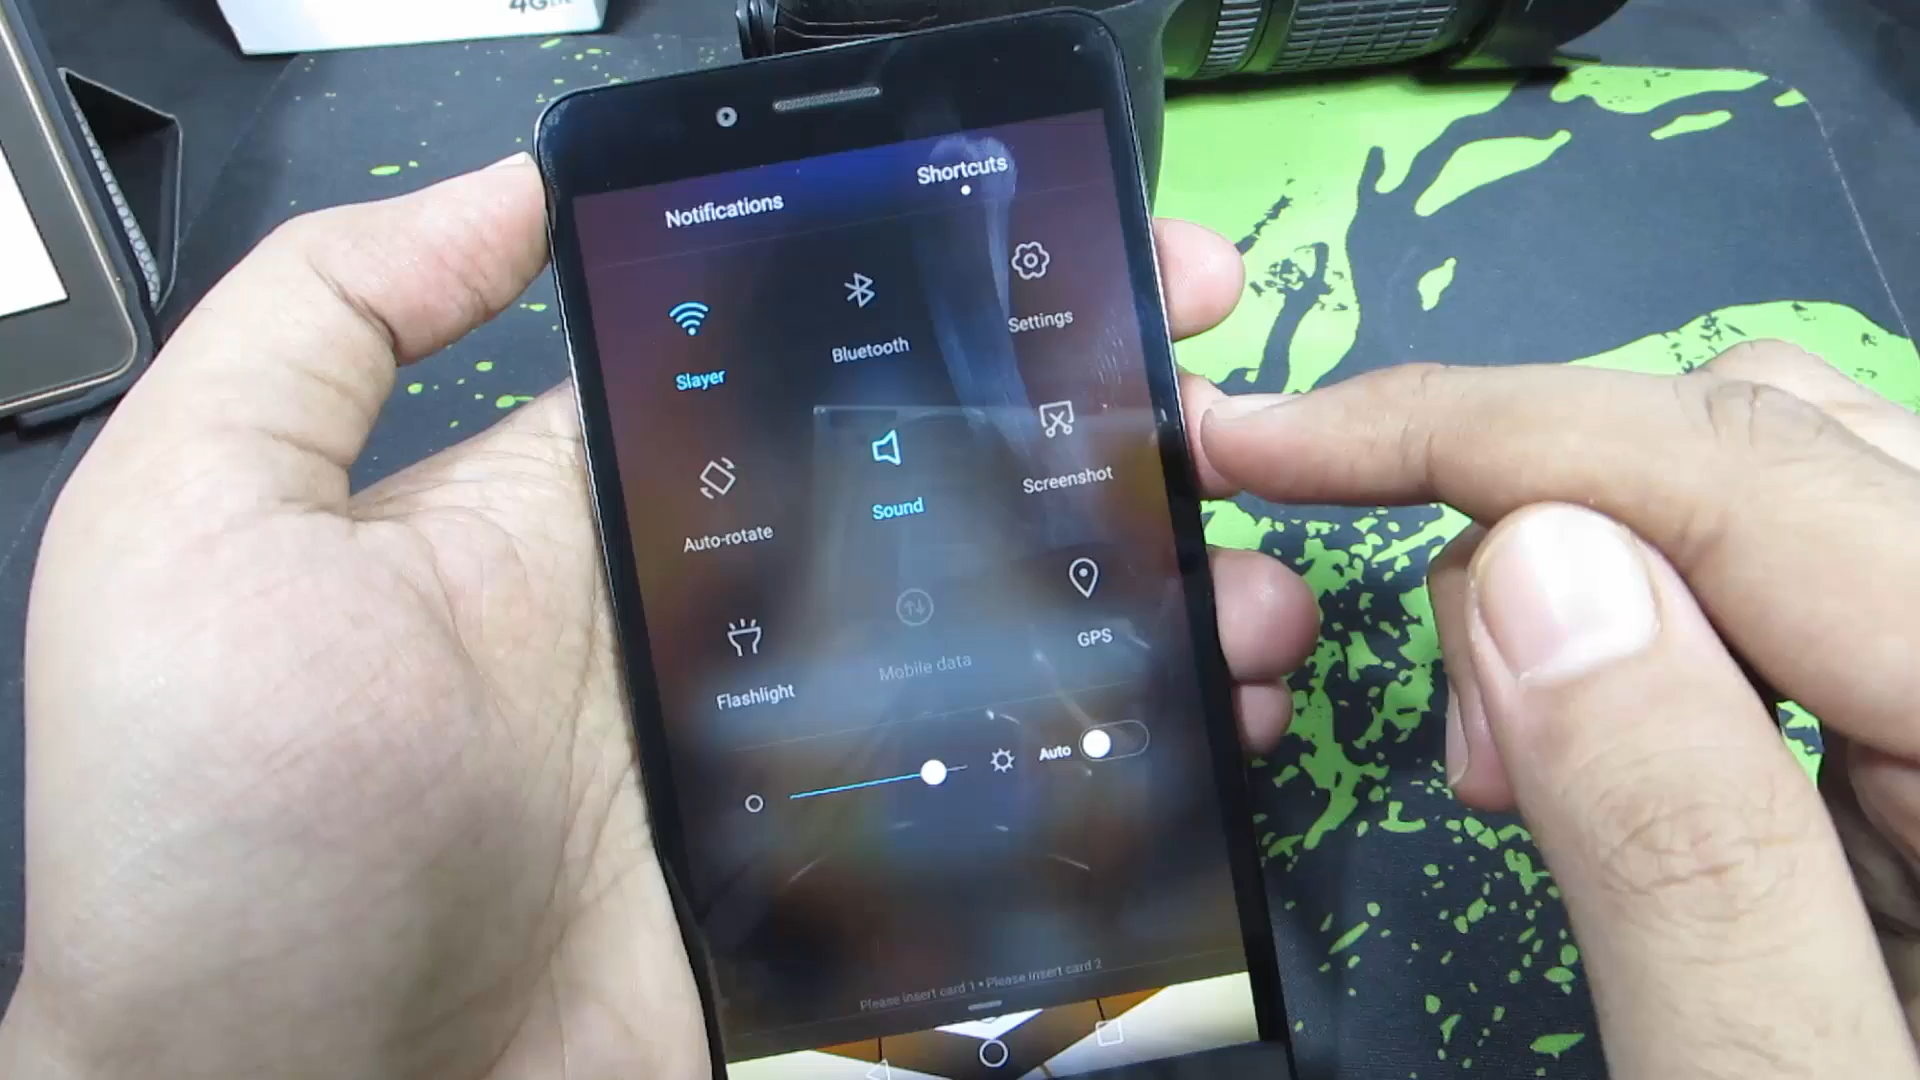 4GLTE
Notifications
Shortcuts
Slayer
Bluetooth
Settings
Auto-rotate
Sound
Screenshot
Flashlight
Mobile data
GPS
Auto
Please insert card 1 • Please insert card 2